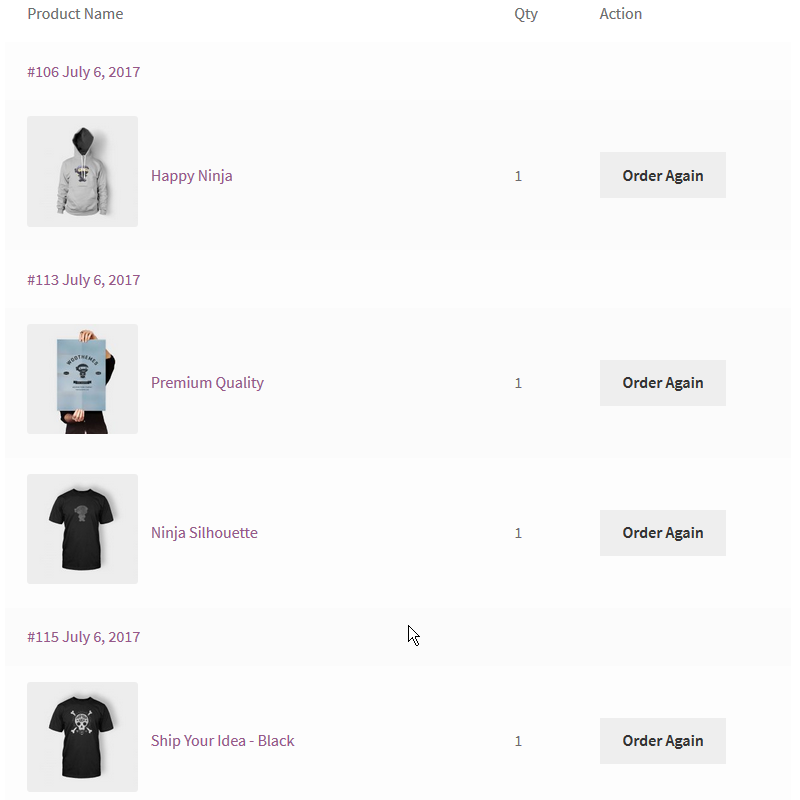 Product Name Qty Action
#106 July 6, 2017
Happy Ninja 1 Order Again
#113 July 6, 2017
WOOTHEMES
Premium Quality 1 Order Again
Ninja Silhouette 1 Order Again
#115 July 6, 2017
Ship Your Idea - Black 1 Order Again